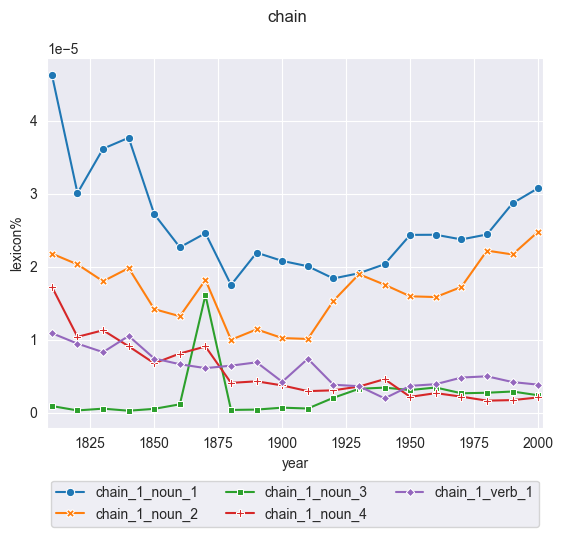 chain
1e−5
4
3
2
1
0
lexicon%
1825 1850 1875 1900 1925 1950 1975 2000
year
chain_1_noun_1 chain_1_noun_3 chain_1_verb_1
chain_1_noun_2 chain_1_noun_4